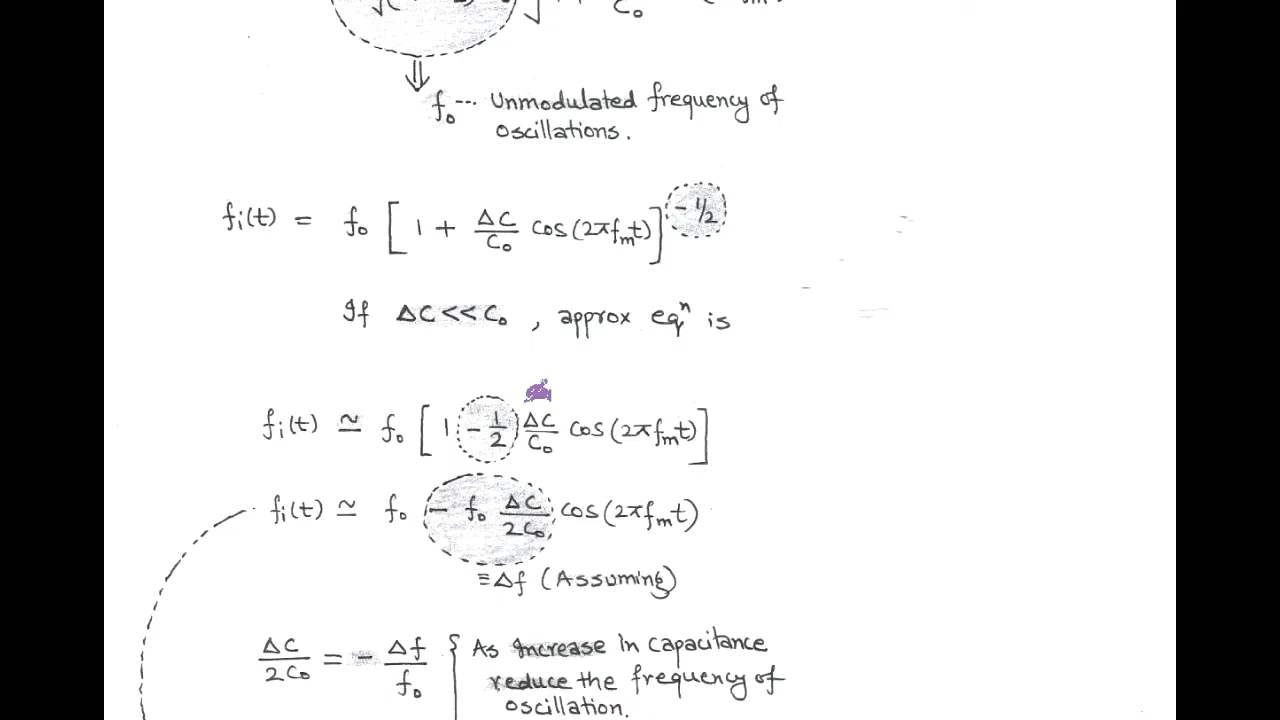 C₀
f₀ --- Unmodulated frequency of
oscillations.
fi(t) = f₀ [ 1 + ΔC/C₀ cos(2πfmt) ]^(-1/2)
If ΔC << C₀ , approx eqⁿ is
fi(t) ≃ f₀ [ 1 - 1/2 ΔC/C₀ cos(2πfmt) ]
fi(t) ≃ f₀ - f₀ ΔC/2C₀ cos(2πfmt)
≡ Δf (Assuming)
ΔC/2C₀ = - Δf/f₀ { As Increase in capacitance
reduce the frequency of
oscillation.